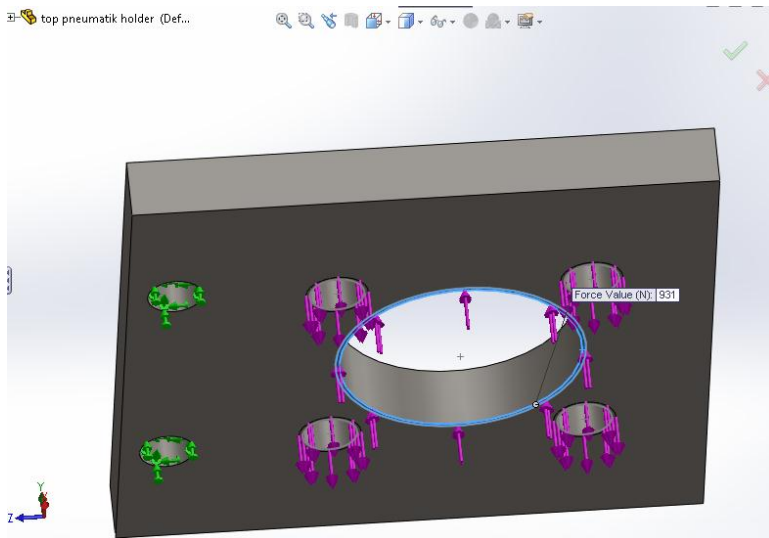 top pneumatik holder (Def...
Force Value (N): 931
Y
Z